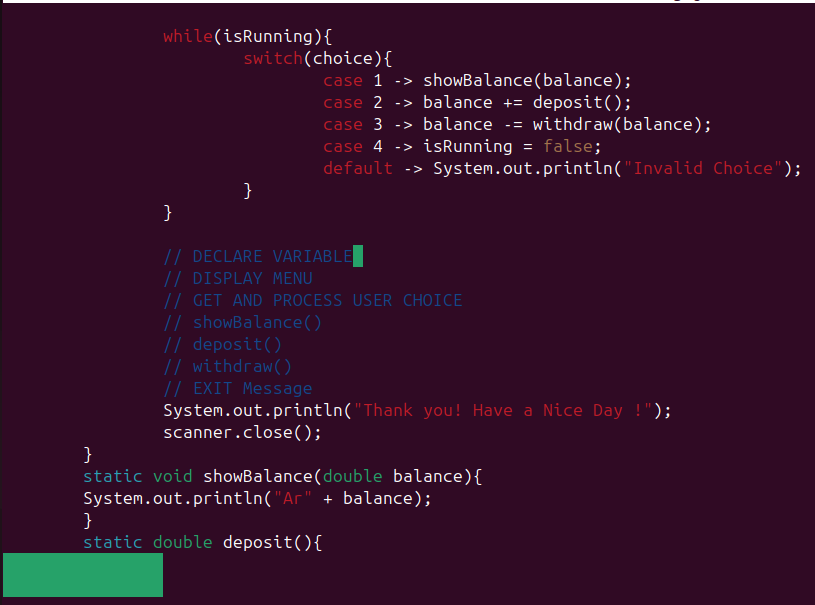 while(isRunning){
switch(choice){
case 1 -> showBalance(balance);
case 2 -> balance += deposit();
case 3 -> balance -= withdraw(balance);
case 4 -> isRunning = false;
default -> System.out.println("Invalid Choice");
}
}
// DECLARE VARIABLE
// DISPLAY MENU
// GET AND PROCESS USER CHOICE
// showBalance()
// deposit()
// withdraw()
// EXIT Message
System.out.println("Thank you! Have a Nice Day !");
scanner.close();
}
static void showBalance(double balance){
System.out.println("Ar" + balance);
}
static double deposit(){